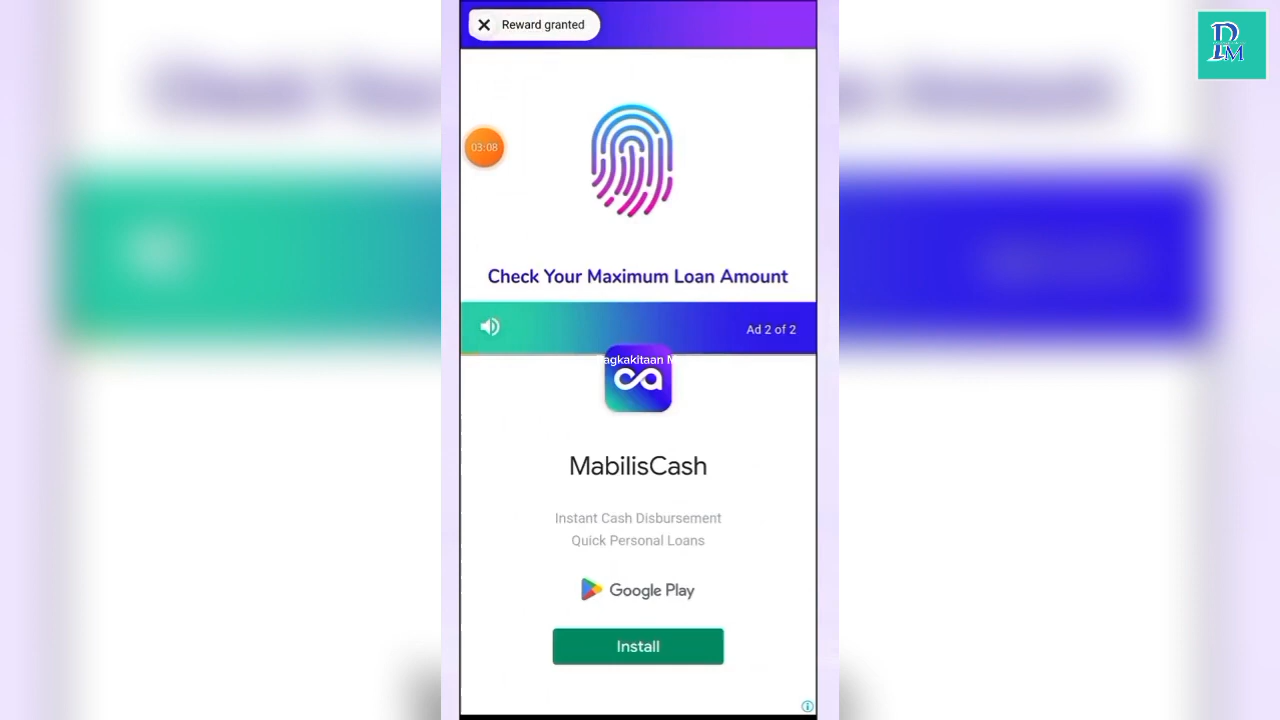 Reward granted
03:08
Check Your Maximum Loan Amount
Ad 2 of 2
agkakItaan
MabilisCash
Instant Cash Disbursement
Quick Personal Loans
Google Play
Install